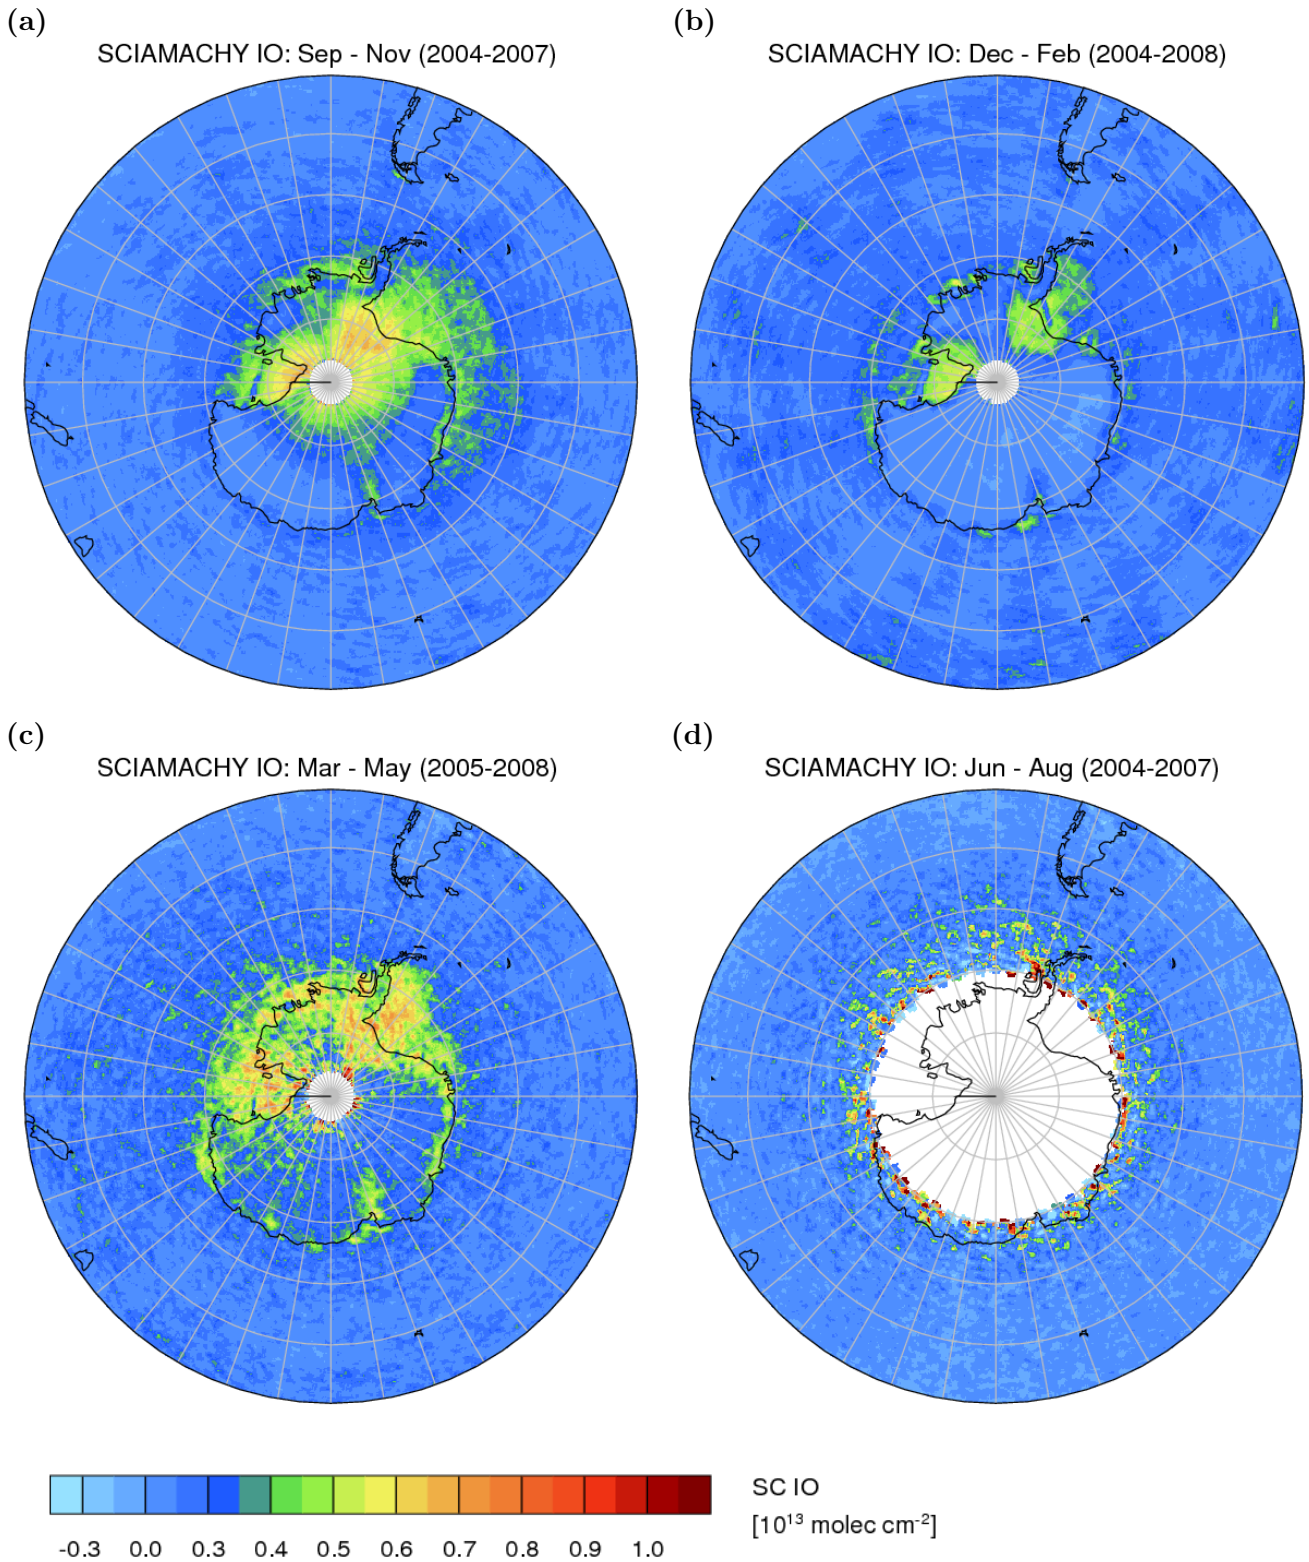 (a)
SCIAMACHY IO: Sep - Nov (2004-2007)
(b)
SCIAMACHY IO: Dec - Feb (2004-2008)
(c)
SCIAMACHY IO: Mar - May (2005-2008)
(d)
SCIAMACHY IO: Jun - Aug (2004-2007)
-0.3 0.0 0.3 0.4 0.5 0.6 0.7 0.8 0.9 1.0
SC IO
[10¹³ molec cm⁻²]